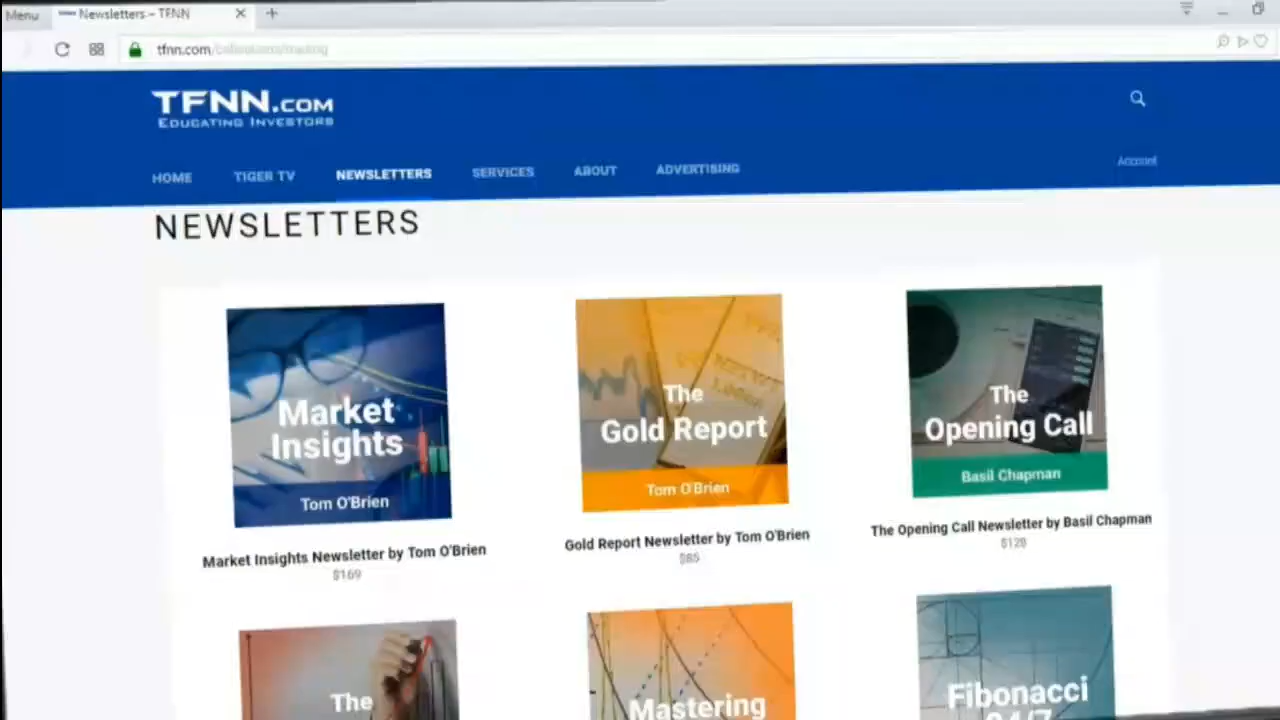 Menu
Newsletters – TFNN
tfnn.com/
TFNN.COM
EDUCATING INVESTORS
Account
HOME TIGER TV NEWSLETTERS SERVICES ABOUT ADVERTISING
NEWSLETTERS
Market
Insights
Tom O'Brien
Market Insights Newsletter by Tom O'Brien
$169
The
Gold Report
Tom O'Brien
Gold Report Newsletter by Tom O'Brien
The
Opening Call
Basil Chapman
The Opening Call Newsletter by Basil Chapman
The
Mastering
Fibonacci
24/7